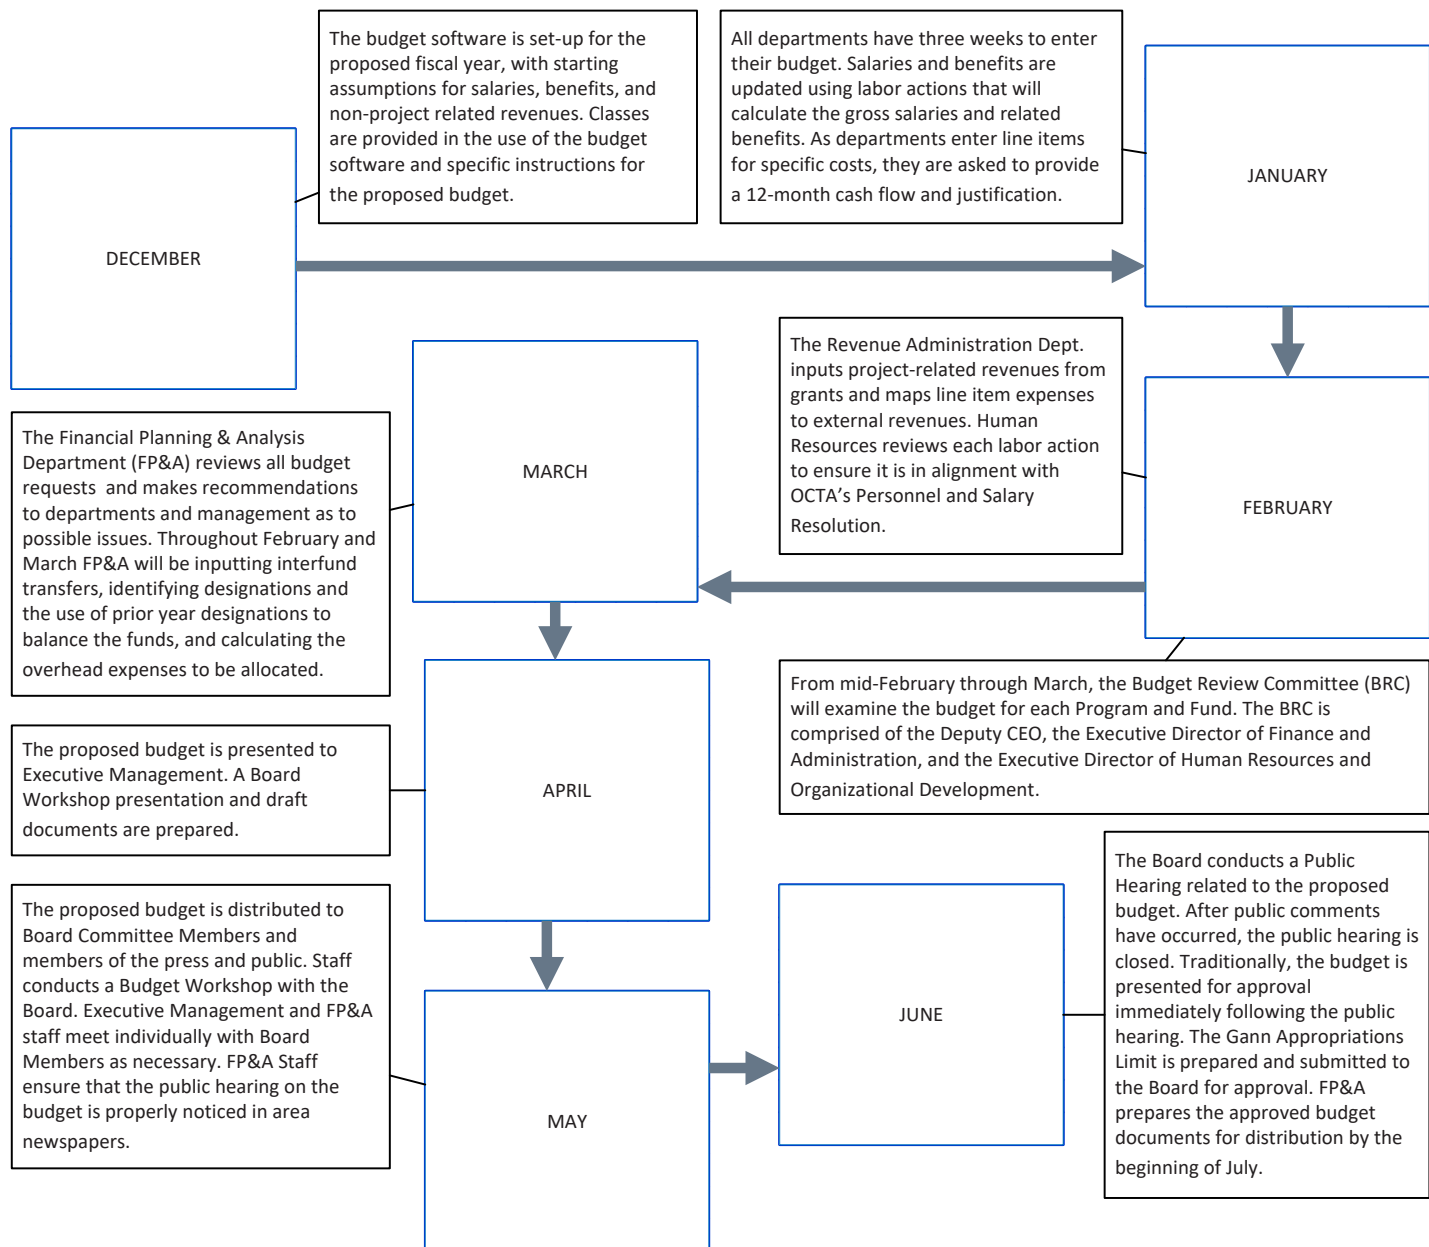 The budget software is set-up for the
proposed fiscal year, with starting
assumptions for salaries, benefits, and
non-project related revenues. Classes
are provided in the use of the budget
software and specific instructions for
the proposed budget.
All departments have three weeks to enter
their budget. Salaries and benefits are
updated using labor actions that will
calculate the gross salaries and related
benefits. As departments enter line items
for specific costs, they are asked to provide
a 12-month cash flow and justification.
DECEMBER
JANUARY
The Revenue Administration Dept.
inputs project-related revenues from
grants and maps line item expenses
to external revenues. Human
Resources reviews each labor action
to ensure it is in alignment with
OCTA's Personnel and Salary
Resolution.
FEBRUARY
From mid-February through March, the Budget Review Committee (BRC)
will examine the budget for each Program and Fund. The BRC is
comprised of the Deputy CEO, the Executive Director of Finance and
Administration, and the Executive Director of Human Resources and
Organizational Development.
The Financial Planning & Analysis
Department (FP&A) reviews all budget
requests and makes recommendations
to departments and management as to
possible issues. Throughout February and
March FP&A will be inputting interfund
transfers, identifying designations and
the use of prior year designations to
balance the funds, and calculating the
overhead expenses to be allocated.
MARCH
The proposed budget is presented to
Executive Management. A Board
Workshop presentation and draft
documents are prepared.
APRIL
The proposed budget is distributed to
Board Committee Members and
members of the press and public. Staff
conducts a Budget Workshop with the
Board. Executive Management and FP&A
staff meet individually with Board
Members as necessary. FP&A Staff
ensure that the public hearing on the
budget is properly noticed in area
newspapers.
MAY
JUNE
The Board conducts a Public
Hearing related to the proposed
budget. After public comments
have occurred, the public hearing is
closed. Traditionally, the budget is
presented for approval
immediately following the public
hearing. The Gann Appropriations
Limit is prepared and submitted to
the Board for approval. FP&A
prepares the approved budget
documents for distribution by the
beginning of July.